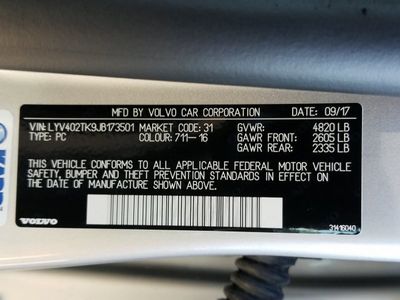 MFD BY VOLVO CAR CORPORATION DATE: 09/17
VIN: LYV402TK9JB173501 MARKET CODE: 31 GVWR: 4820 LB
TYPE: PC COLOUR: 711-16 GAWR FRONT: 2605 LB
GAWR REAR: 2335 LB
THIS VEHICLE CONFORMS TO ALL APPLICABLE FEDERAL MOTOR VEHICLE
SAFETY, BUMPER AND THEFT PREVENTION STANDARDS IN EFFECT ON
THE DATE OF MANUFACTURE SHOWN ABOVE.
VOLVO 31416040